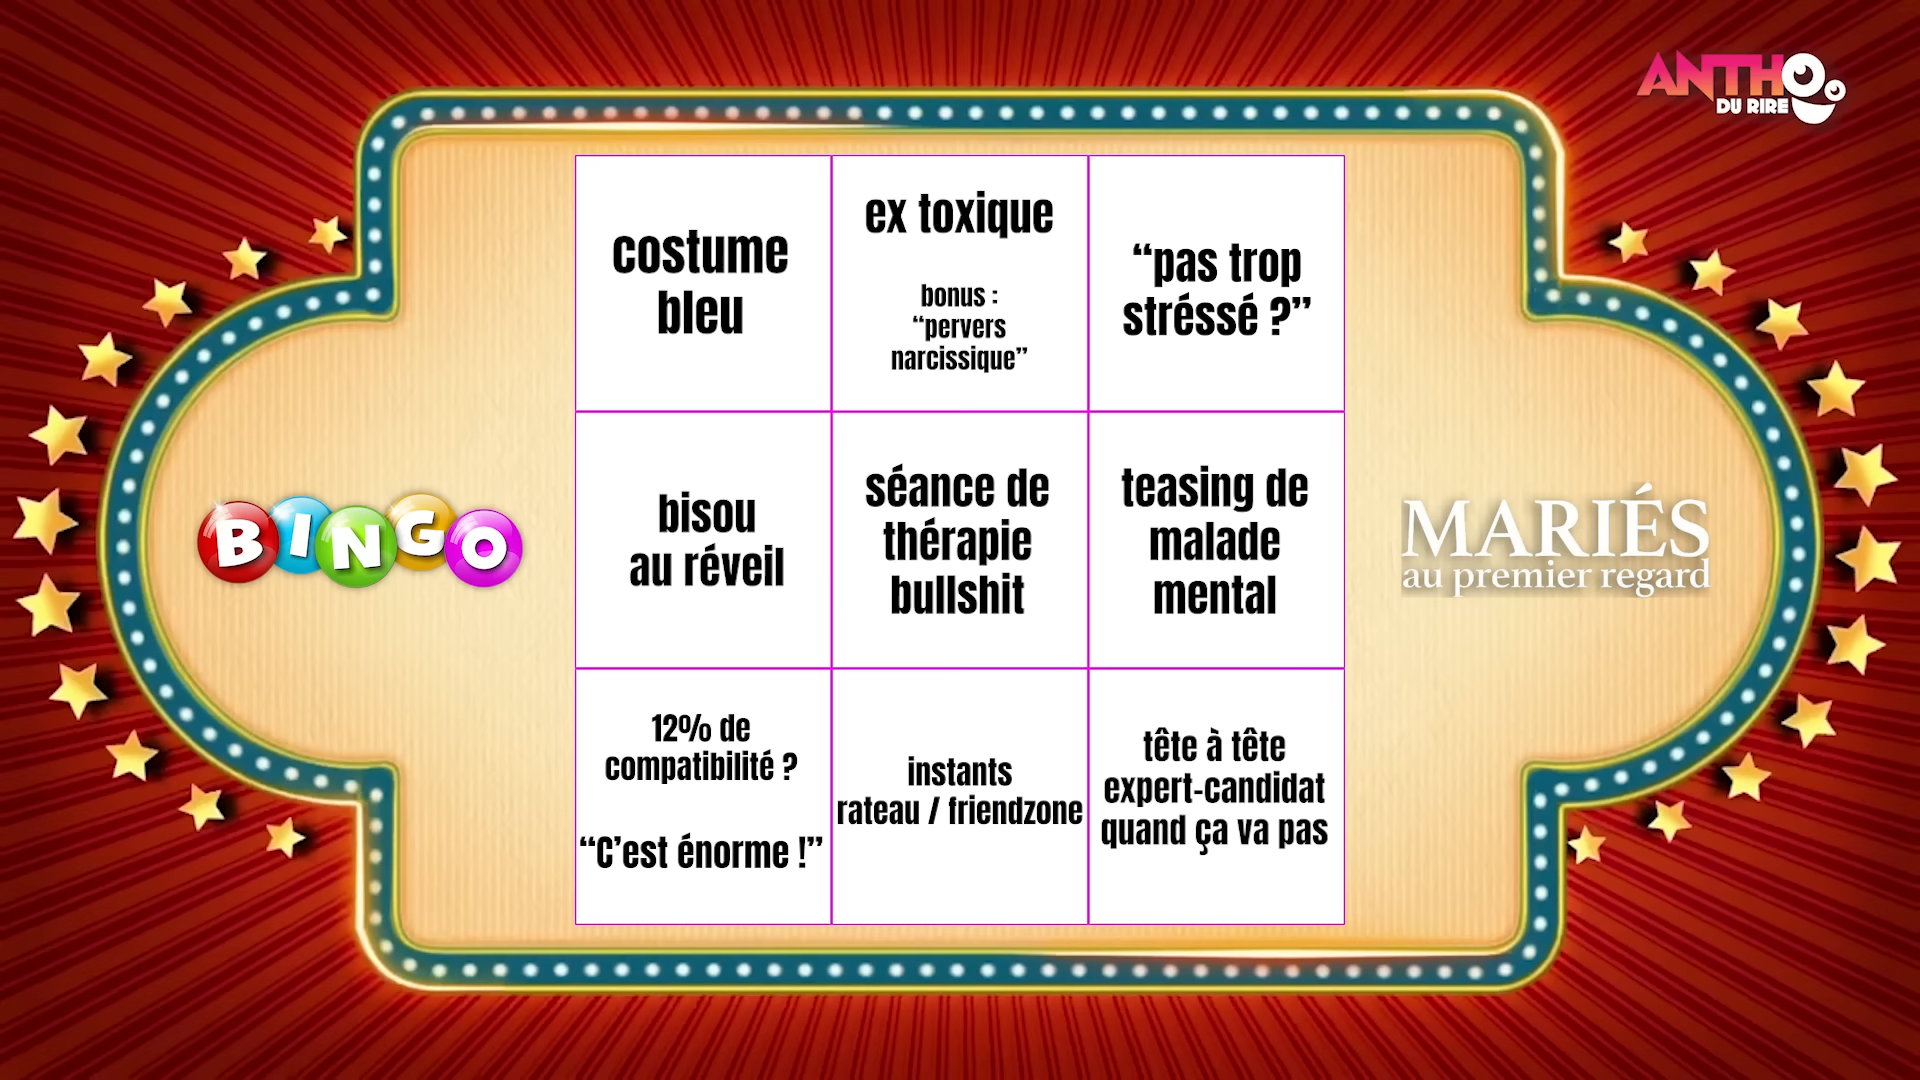 ANTHO
DU RIRE
costume
bleu
ex toxique
bonus :
“pervers
narcissique”
“pas trop
stréssé ?”
BINGO
bisou
au réveil
séance de
thérapie
bullshit
teasing de
malade
mental
MARIÉS
au premier regard
12% de
compatibilité ?
“C’est énorme !”
instants
rateau / friendzone
tête à tête
expert-candidat
quand ça va pas